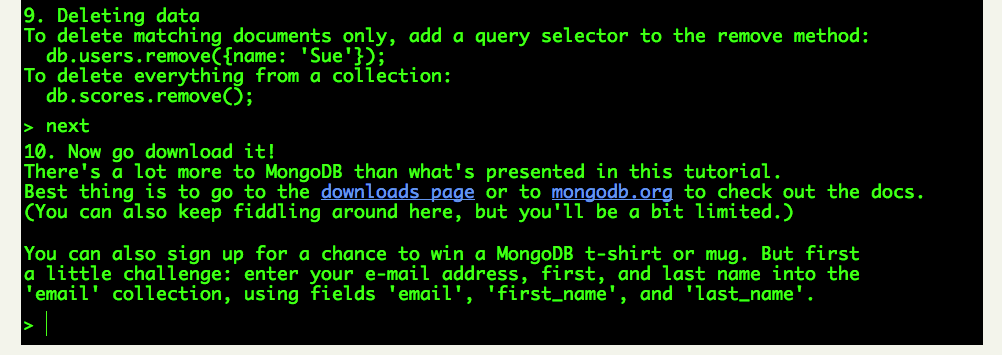 9. Deleting data
To delete matching documents only, add a query selector to the remove method:
  db.users.remove({name: 'Sue'});
To delete everything from a collection:
  db.scores.remove();
> next
10. Now go download it!
There's a lot more to MongoDB than what's presented in this tutorial.
Best thing is to go to the downloads page or to mongodb.org to check out the docs.
(You can also keep fiddling around here, but you'll be a bit limited.)
You can also sign up for a chance to win a MongoDB t-shirt or mug. But first
a little challenge: enter your e-mail address, first, and last name into the
'email' collection, using fields 'email', 'first_name', and 'last_name'.
>